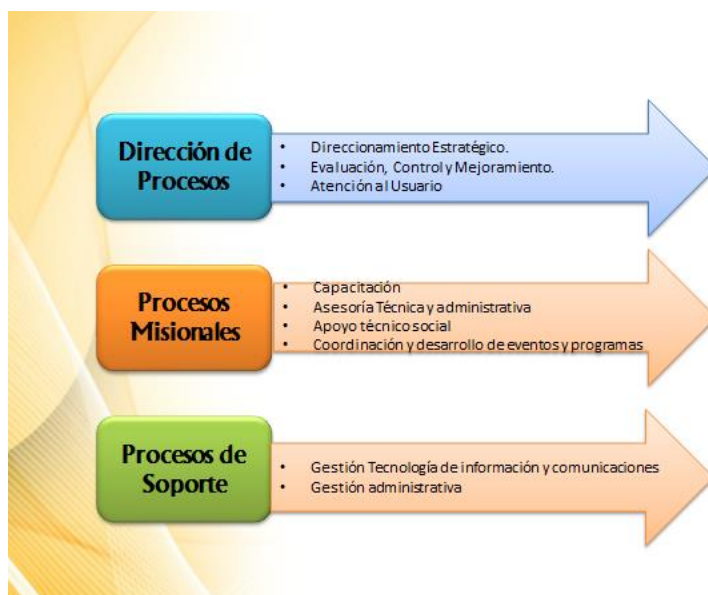 Dirección de
Procesos
• Direccionamiento Estratégico.
• Evaluación, Control y Mejoramiento.
• Atención al Usuario
Procesos
Misionales
• Capacitación
• Asesoría Técnica y administrativa
• Apoyo técnico social
• Coordinación y desarrollo de eventos y programas
Procesos de
Soporte
• Gestión Tecnología de información y comunicaciones
• Gestión administrativa